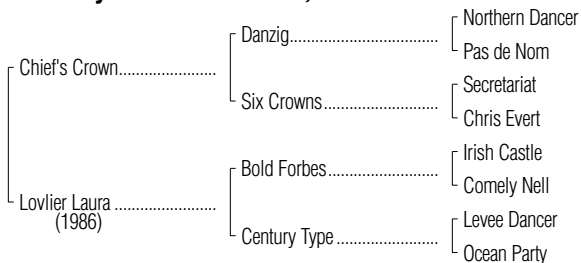 Northern Dancer
Danzig
Pas de Nom
Chief's Crown
Secretariat
Six Crowns
Chris Evert
Irish Castle
Bold Forbes
Comely Nell
Lovlier Laura
(1986)
Levee Dancer
Century Type
Ocean Party